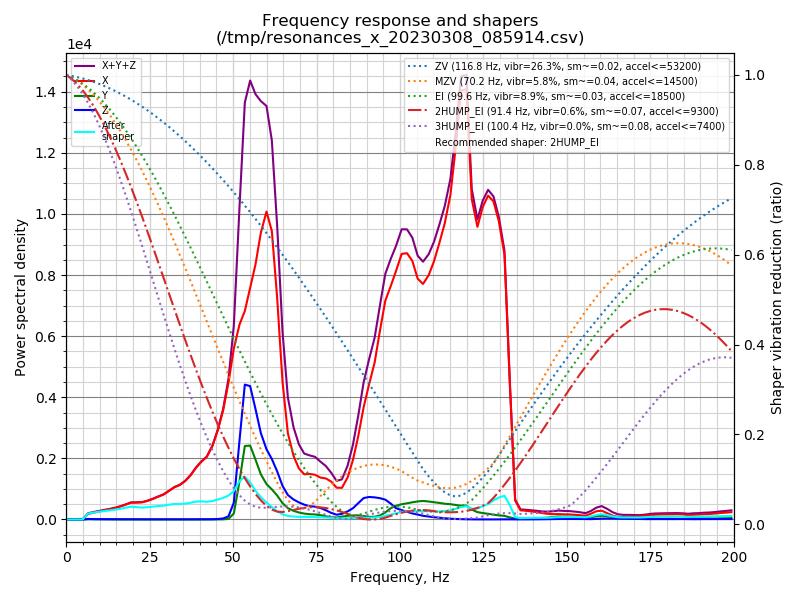 Frequency response and shapers
(/tmp/resonances_x_20230308_085914.csv)
1e4
X+Y+Z
X
Y
Z
After
shaper
ZV (116.8 Hz, vibr=26.3%, sm~=0.02, accel<=53200)
MZV (70.2 Hz, vibr=5.8%, sm~=0.04, accel<=14500)
EI (99.6 Hz, vibr=8.9%, sm~=0.03, accel<=18500)
2HUMP_EI (91.4 Hz, vibr=0.6%, sm~=0.07, accel<=9300)
3HUMP_EI (100.4 Hz, vibr=0.0%, sm~=0.08, accel<=7400)
Recommended shaper: 2HUMP_EI
Power spectral density
1.4
1.2
1.0
0.8
0.6
0.4
0.2
0.0
Shaper vibration reduction (ratio)
1.0
0.8
0.6
0.4
0.2
0.0
0 25 50 75 100 125 150 175 200
Frequency, Hz